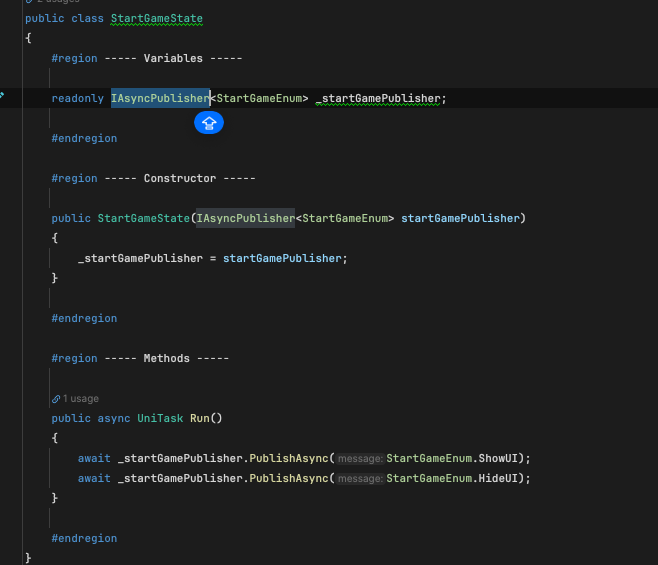 public class StartGameState
{
#region ----- Variables -----
readonly IAsyncPublisher<StartGameEnum> _startGamePublisher;
#endregion
#region ----- Constructor -----
public StartGameState(IAsyncPublisher<StartGameEnum> startGamePublisher)
{
_startGamePublisher = startGamePublisher;
}
#endregion
#region ----- Methods -----
1 usage
public async UniTask Run()
{
await _startGamePublisher.PublishAsync(message: StartGameEnum.ShowUI);
await _startGamePublisher.PublishAsync(message: StartGameEnum.HideUI);
}
#endregion
}